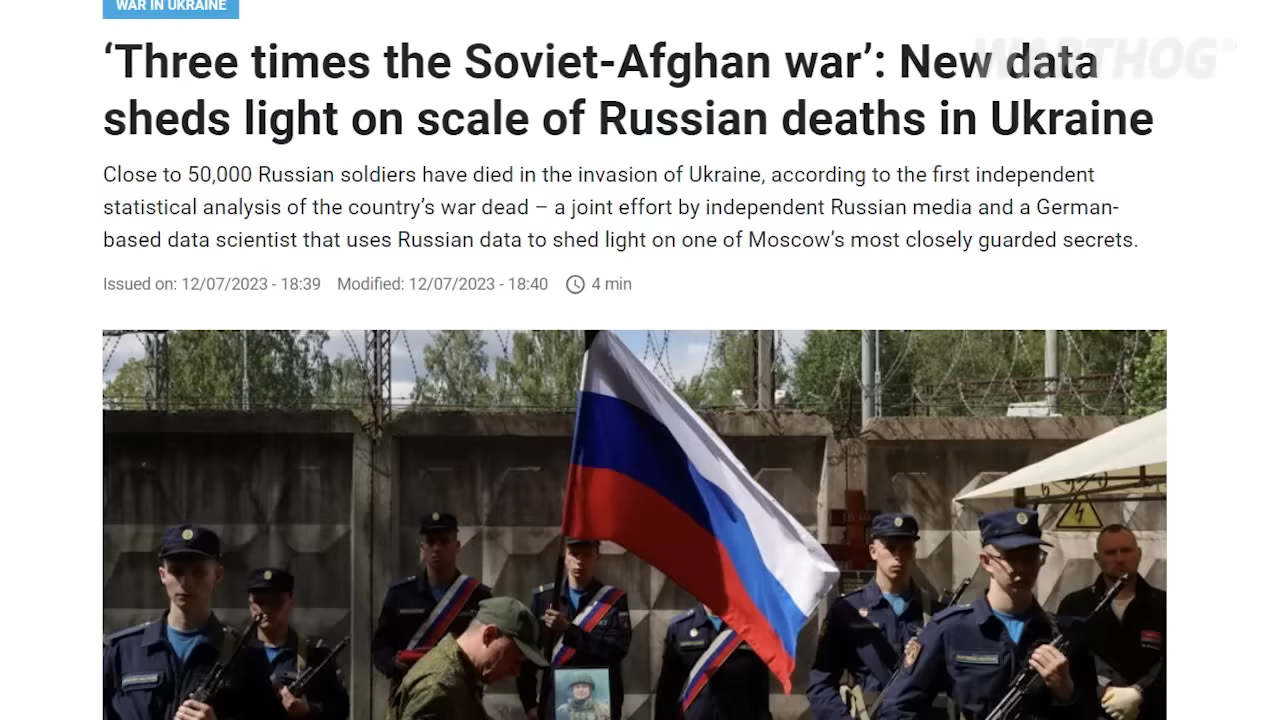 WAR IN UKRAINE
WARTHOG®
‘Three times the Soviet-Afghan war’: New data
sheds light on scale of Russian deaths in Ukraine
Close to 50,000 Russian soldiers have died in the invasion of Ukraine, according to the first independent
statistical analysis of the country’s war dead – a joint effort by independent Russian media and a German-
based data scientist that uses Russian data to shed light on one of Moscow’s most closely guarded secrets.
Issued on: 12/07/2023 - 18:39 Modified: 12/07/2023 - 18:40 4 min